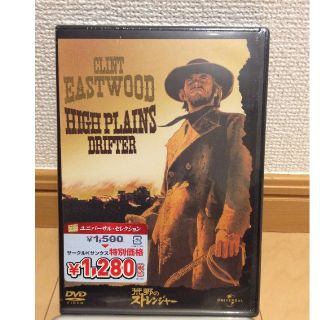 CLINT
EASTWOOD
HIGH PLAINS
DRIFTER
ユニバーサル・セレクション
¥1,500
サークルKサンクス特別価格
¥1,280
荒野の
ストレンジャー
DVD
VIDEO
UNIVERSAL